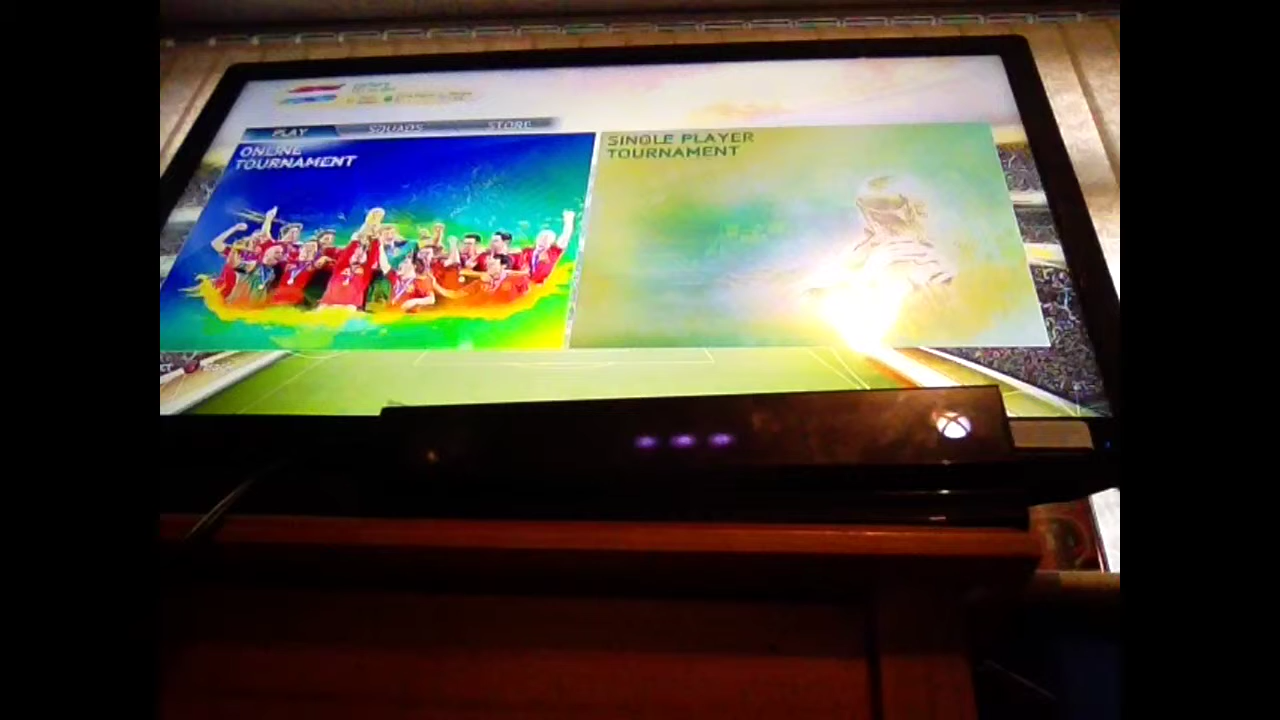 PLAY SQUADS STORE
ONLINE
TOURNAMENT
SINGLE PLAYER
TOURNAMENT